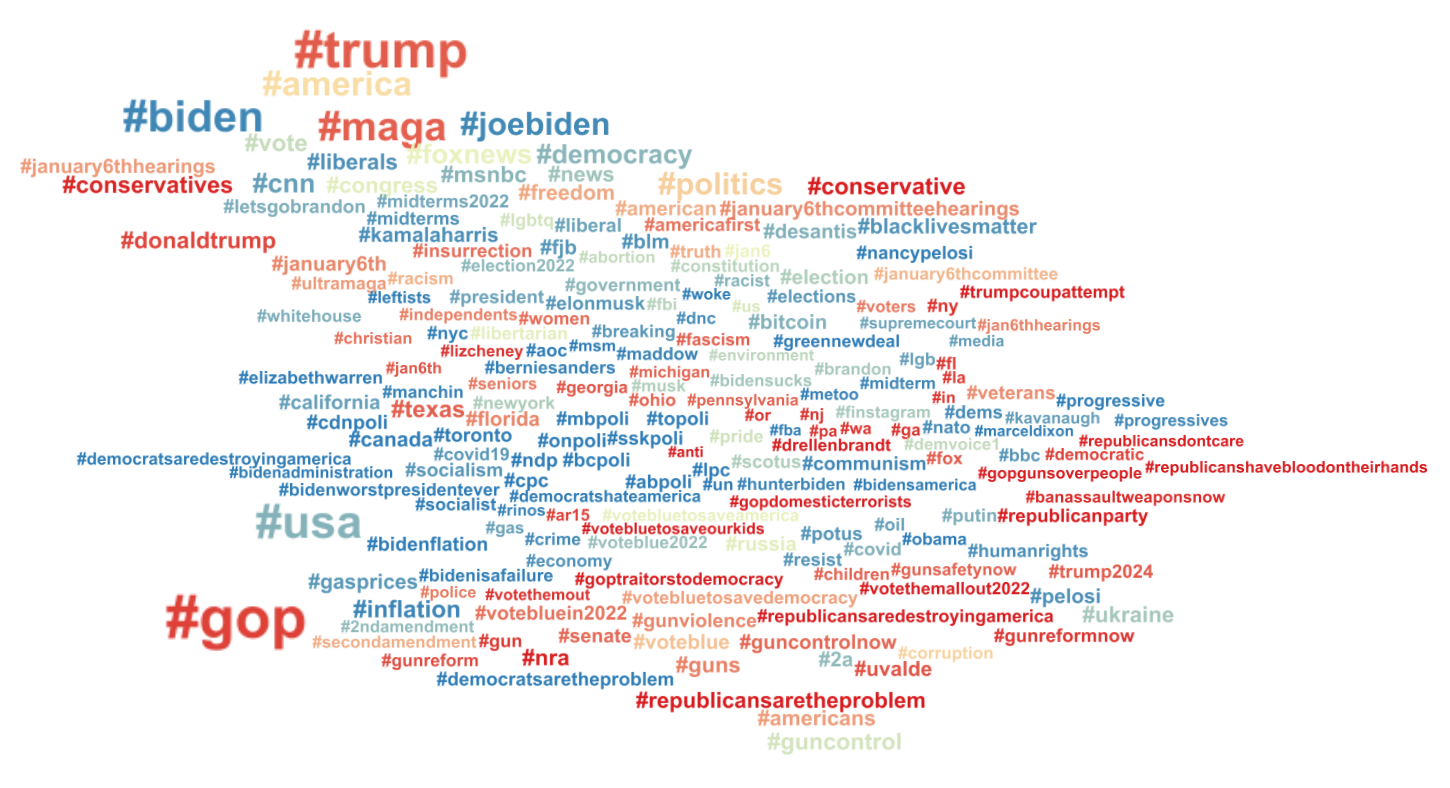 #trump
#america
#biden #maga #joebiden
#vote
#liberals #foxnews #democracy
#january6thhearings
#conservatives #cnn #congress #msnbc #news
#freedom #politics #conservative
#letsgobrandon #midterms2022
#american #january6thcommitteehearings
#midterms #lgbtq #liberal #americafirst #desantis #blacklivesmatter
#donaldtrump #kamalaharris
#insurrection #fjb #blm #truth #jan6 #nancypelosi
#january6th #election2022 #abortion #constitution
#ultramaga #racism #government #racist #election #january6thcommittee
#leftists #president #elonmusk #fbi #woke #us #elections #voters #ny #trumpcoupattempt
#whitehouse #independents #women #dnc #bitcoin #supremecourt #jan6thhearings
#christian #nyc #libertarian #breaking #fascism #greennewdeal #media
#lizcheney #aoc #msm #maddow #environment #lgb #fl
#elizabethwarren #jan6th #berniesanders #michigan #bidensucks #brandon #midterm #la
#manchin #seniors #georgia #musk #metoo #veterans
#california #texas #newyork #ohio #pennsylvania #in #progressive
#cdnpoli #florida #mbpoli #topoli #or #nj #finstagram #dems #kavanaugh #progressives
#canada #toronto #onpoli #sskpoli #pride #fba #pa #wa #ga #nato #marceldixon
#drellenbrandt #demvoice1 #republicansdontcare
#democratsaredestroyingamerica #covid19 #ndp #bcpoli #anti #scotus #communism #fox #bbc #democratic
#bidenadministration #socialism #lpc #gopgunsoverpeople #republicanshavebloodontheirhands
#bidenworstpresidentever #cpc #abpoli #un #hunterbiden #bidensamerica
#socialist #democratshateamerica #gopdomesticterrorists #banassaultweaponsnow
#usa #rinos #ar15 #votebluetosaveamerica #putin #republicanparty
#gas #votebluetosaveourkids #potus #oil
#bidenflation #crime #voteblue2022 #russia #covid #obama #humanrights
#economy #resist
#gasprices #bidenisafailure #goptraitorstodemocracy #children #gunsafetynow #trump2024
#police #votethemout #votebluetosavedemocracy #votethemallout2022 #pelosi
#gop #inflation #votebluein2022 #gunviolence #republicansaredestroyingamerica #ukraine
#2ndamendment
#secondamendment #gun #senate #voteblue #guncontrolnow #gunreformnow
#gunreform #nra #guns #2a #uvalde #corruption
#democratsaretheproblem
#republicansaretheproblem
#americans
#guncontrol